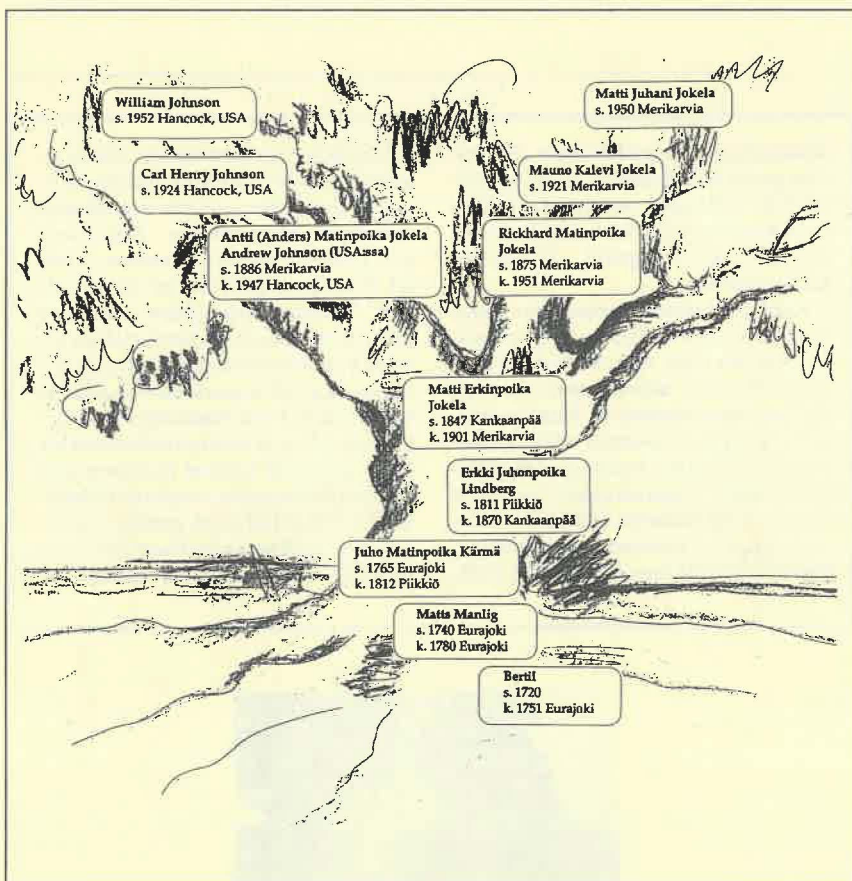 William Johnson
s. 1952 Hancock, USA
Matti Juhani Jokela
s. 1950 Merikarvia
Carl Henry Johnson
s. 1924 Hancock, USA
Mauno Kalevi Jokela
s. 1921 Merikarvia
Antti (Anders) Matinpoika Jokela
Andrew Johnson (USA:ssa)
s. 1886 Merikarvia
k. 1947 Hancock, USA
Rickhard Matinpoika
Jokela
s. 1875 Merikarvia
k. 1951 Merikarvia
Matti Erkinpoika
Jokela
s. 1847 Kankaanpää
k. 1901 Merikarvia
Erkki Juhonpoika
Lindberg
s. 1811 Piikkiö
k. 1870 Kankaanpää
Juho Matinpoika Kärmä
s. 1765 Eurajoki
k. 1812 Piikkiö
Matts Manlig
s. 1740 Eurajoki
k. 1780 Eurajoki
Bertil
s. 1720
k. 1751 Eurajoki